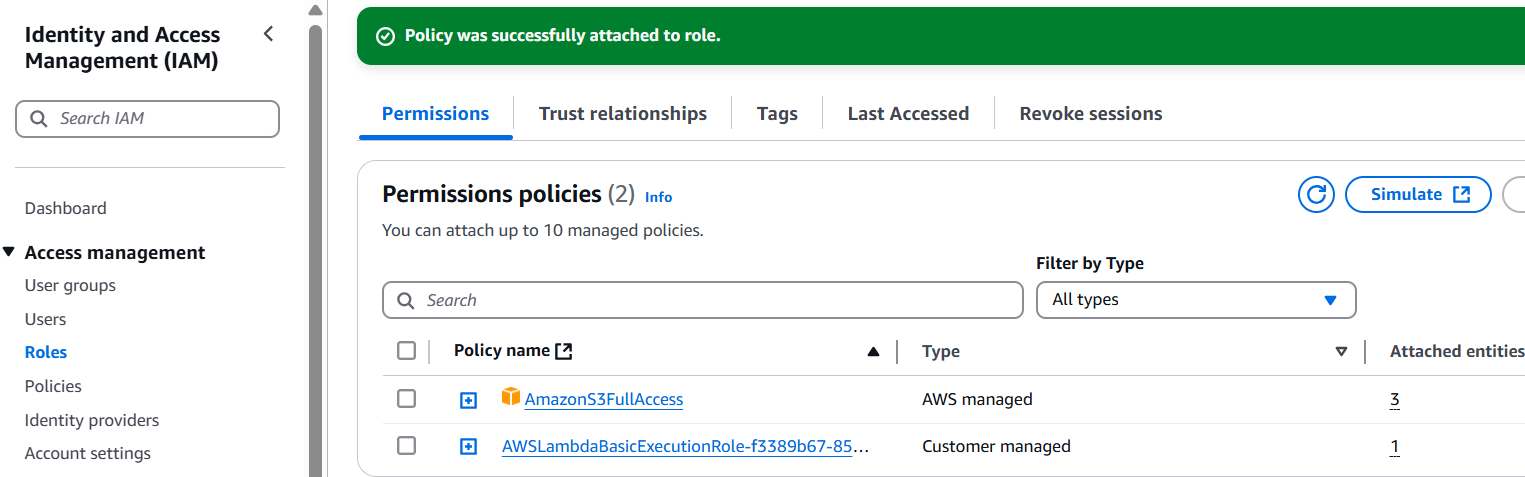 Identity and Access
Management (IAM)
Search IAM
Dashboard
Access management
User groups
Users
Roles
Policies
Identity providers
Account settings
Policy was successfully attached to role.
Permissions
Trust relationships
Tags
Last Accessed
Revoke sessions
Permissions policies (2) Info
You can attach up to 10 managed policies.
Simulate
Filter by Type
Search
All types
Policy name
Type
Attached entities
AmazonS3FullAccess
AWS managed
3
AWSLambdaBasicExecutionRole-f3389b67-85...
Customer managed
1